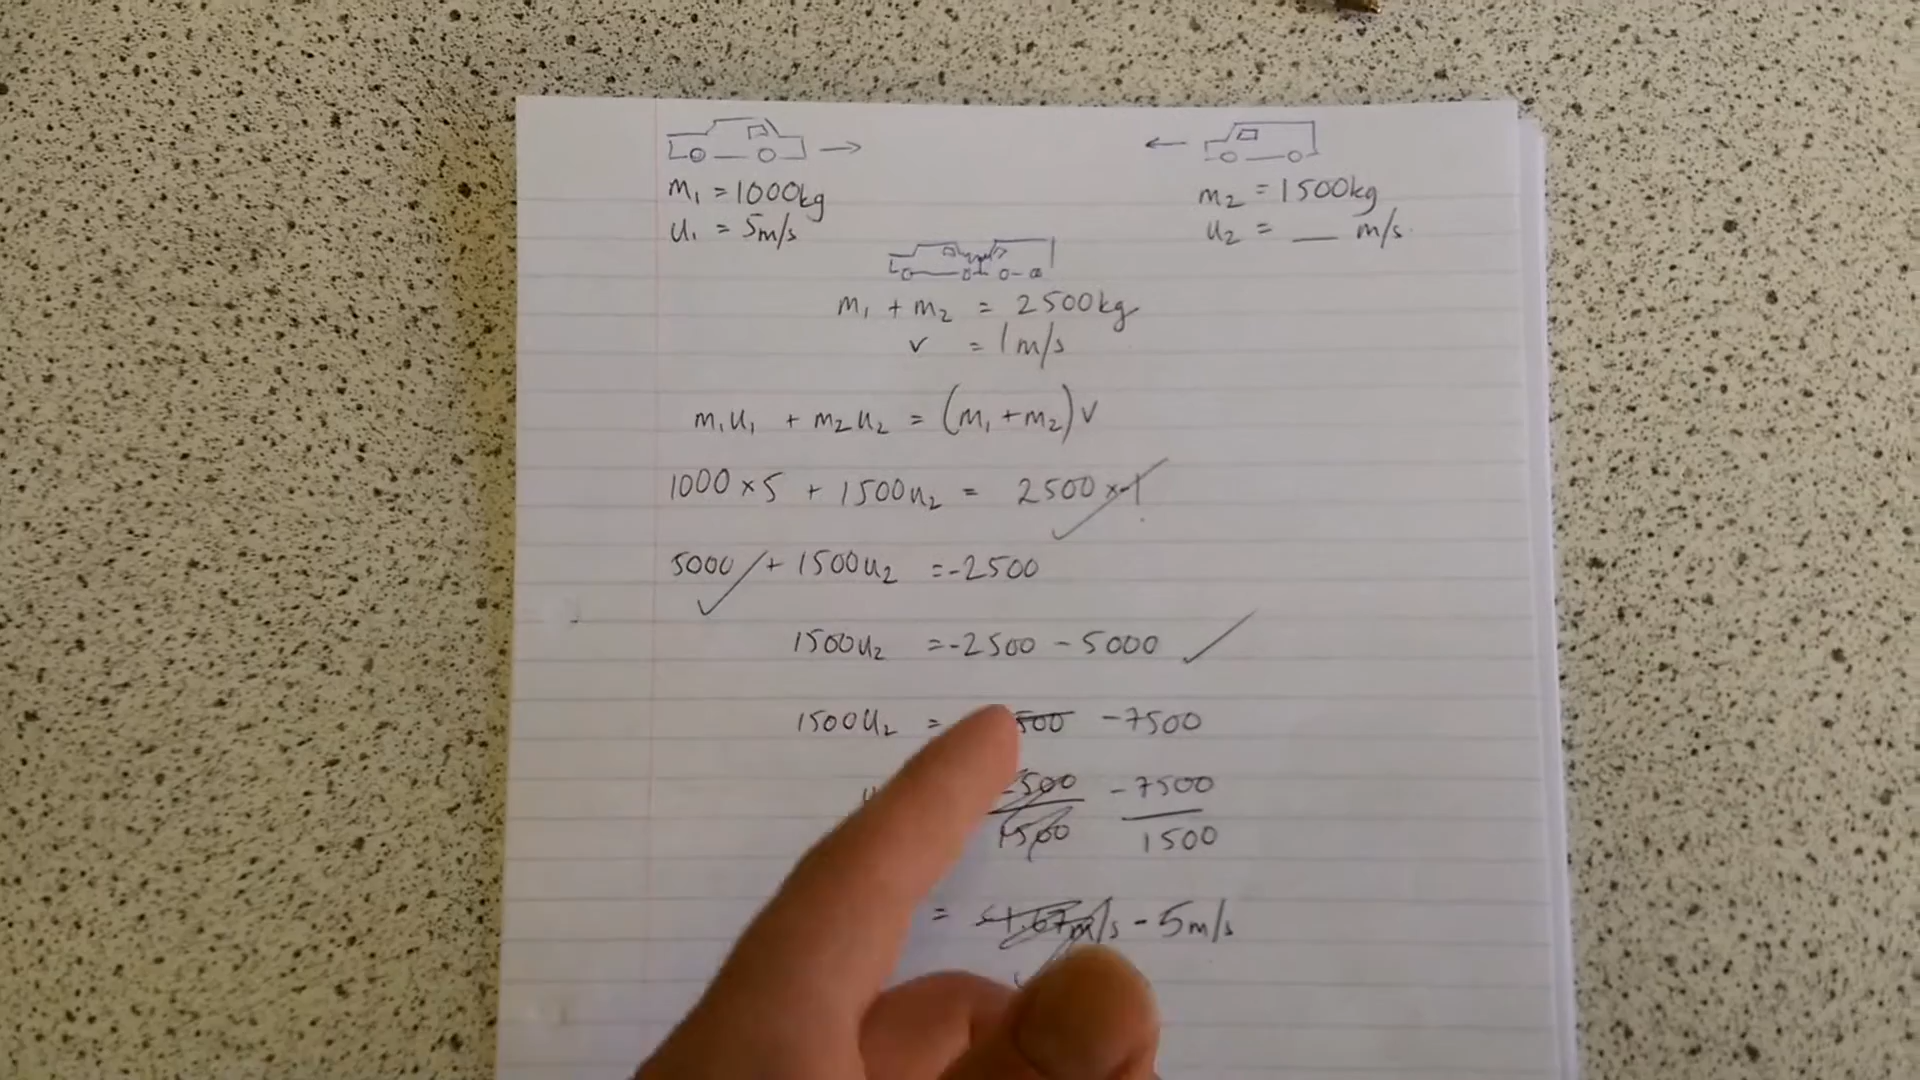 m₁ = 1000kg
u₁ = 5m/s
m₂ = 1500kg
u₂ = __ m/s
m₁ + m₂ = 2500kg
v = 1m/s
m₁u₁ + m₂u₂ = (m₁ + m₂)v
1000 × 5 + 1500u₂ = 2500 × -1
5000 + 1500u₂ = -2500
1500u₂ = -2500 - 5000
1500u₂ = -7500
-7500
1500
= -5m/s